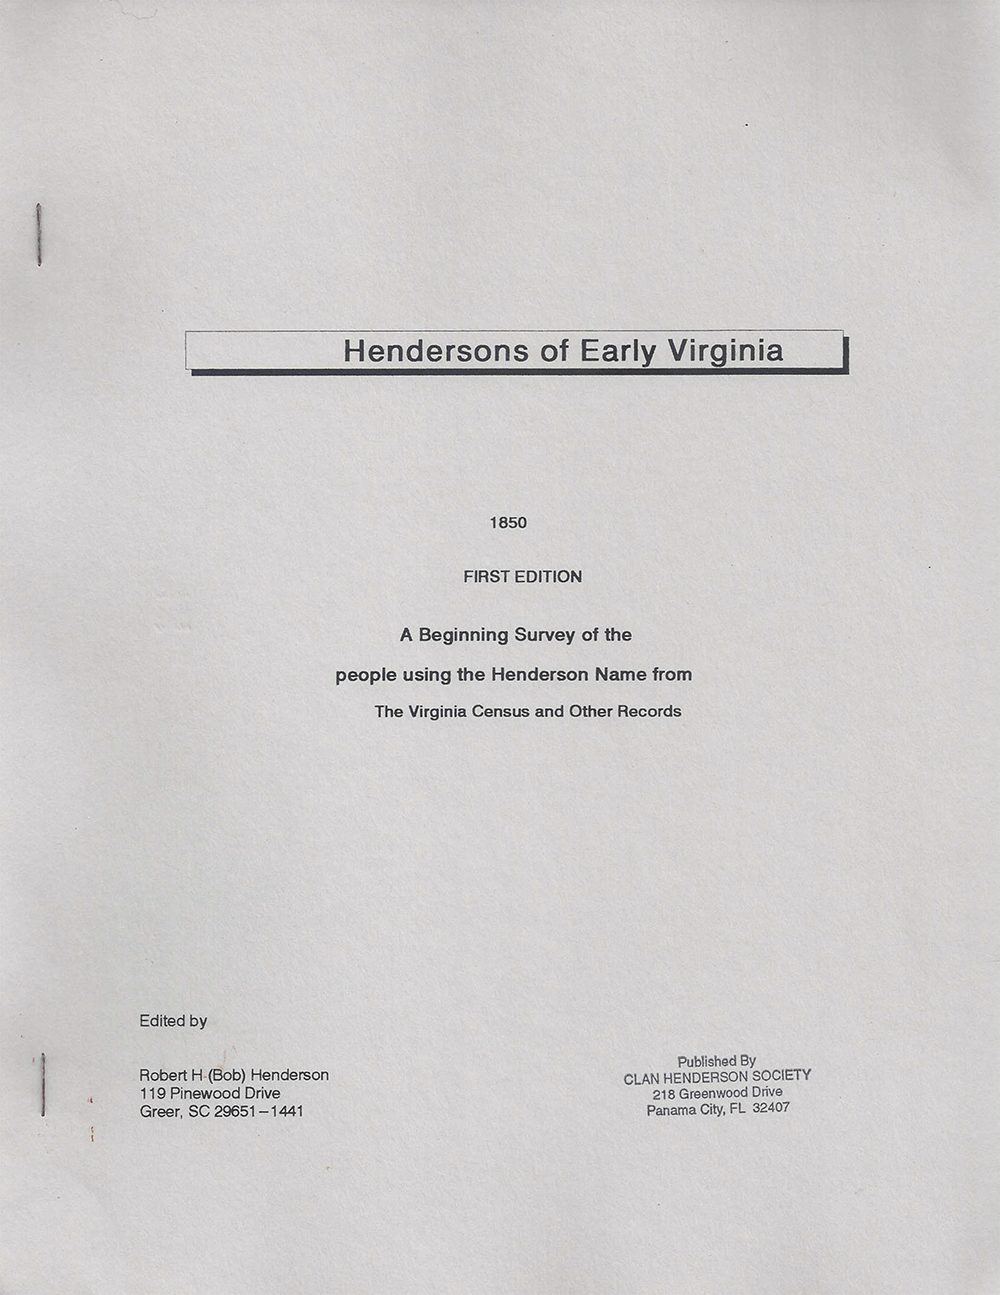 Hendersons of Early Virginia
1850
FIRST EDITION
A Beginning Survey of the
people using the Henderson Name from
The Virginia Census and Other Records
Edited by
Robert H (Bob) Henderson
119 Pinewood Drive
Greer, SC 29651-1441
Published By
CLAN HENDERSON SOCIETY
218 Greenwood Drive
Panama City, FL 32407